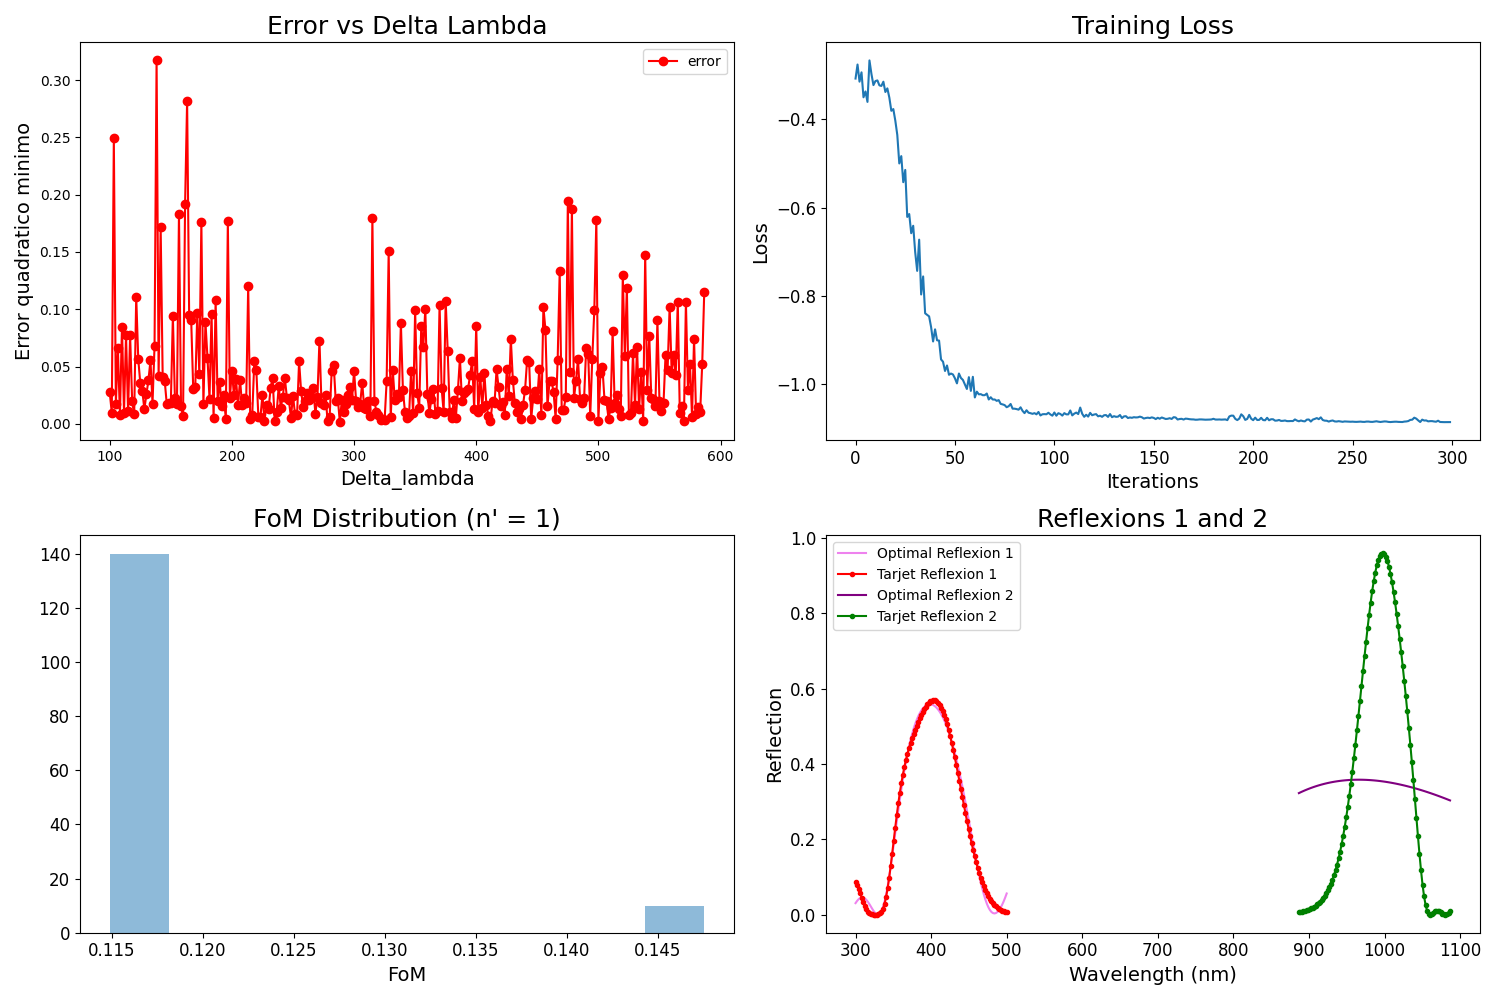 Error vs Delta Lambda
error
Error quadratico minimo
0.30
0.25
0.20
0.15
0.10
0.05
0.00
100 200 300 400 500 600
Delta_lambda
Training Loss
Loss
−0.4
−0.6
−0.8
−1.0
0 50 100 150 200 250 300
Iterations
FoM Distribution (n' = 1)
140
120
100
80
60
40
20
0
0.115 0.120 0.125 0.130 0.135 0.140 0.145
FoM
Reflexions 1 and 2
Optimal Reflexion 1
Tarjet Reflexion 1
Optimal Reflexion 2
Tarjet Reflexion 2
Reflection
1.0
0.8
0.6
0.4
0.2
0.0
300 400 500 600 700 800 900 1000 1100
Wavelength (nm)